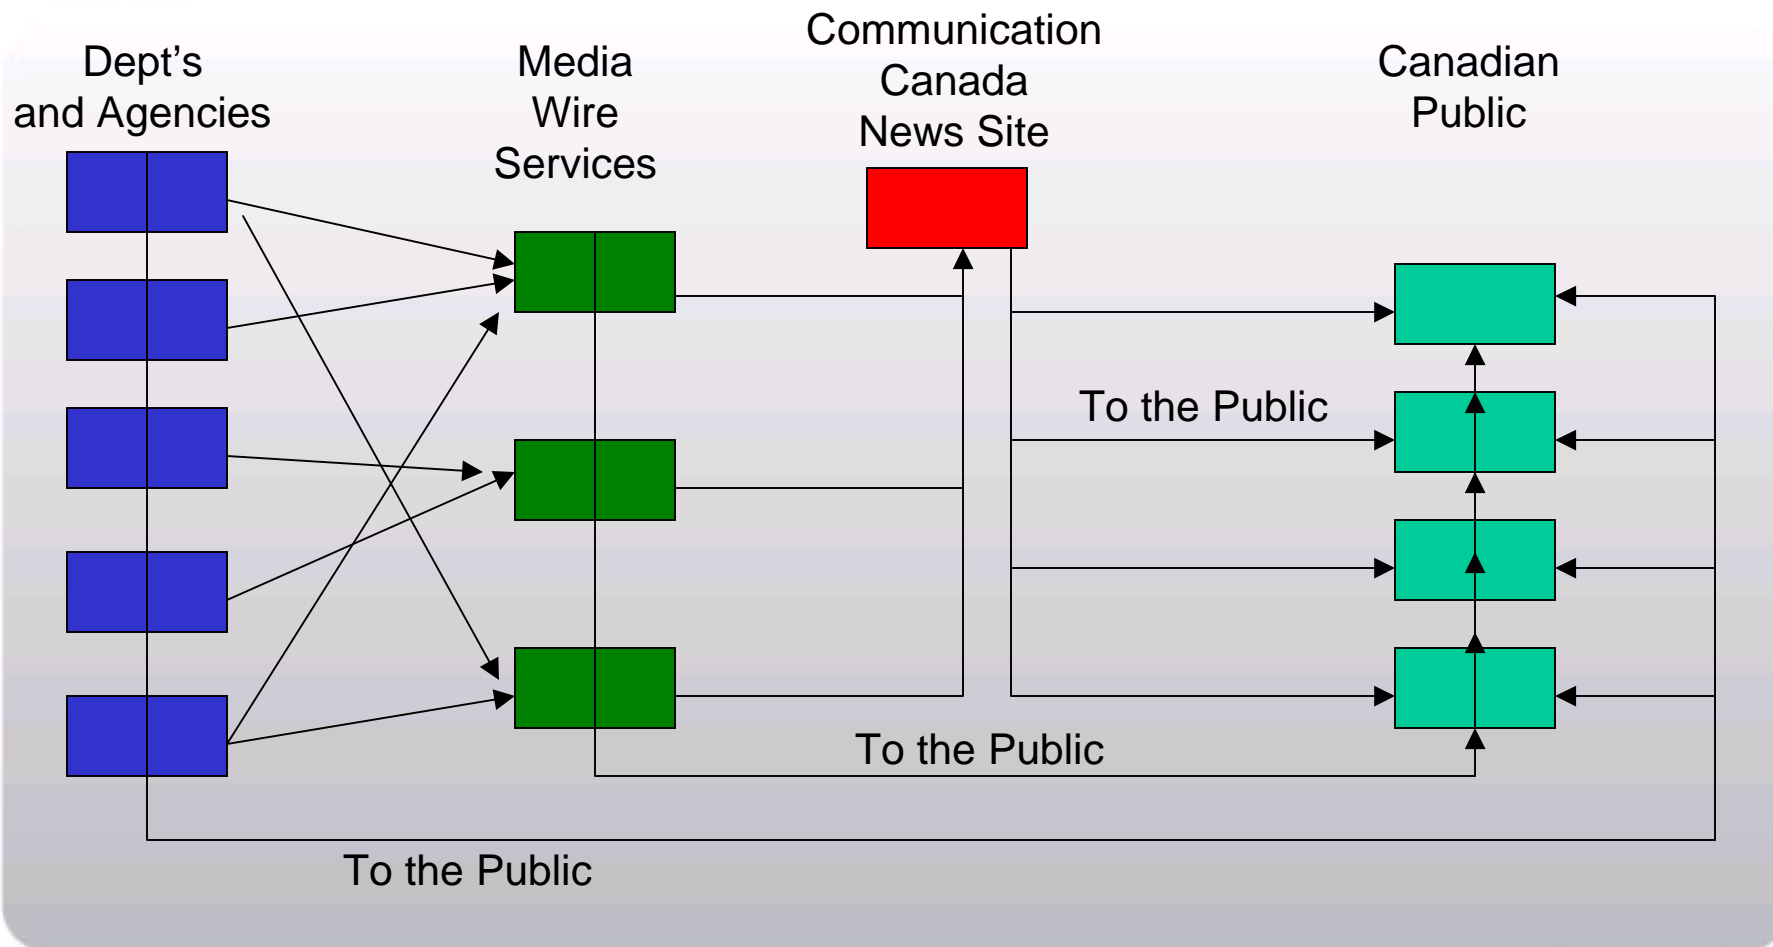 Dept's
and Agencies
Media
Wire
Services
Communication
Canada
News Site
Canadian
Public
To the Public
To the Public
To the Public